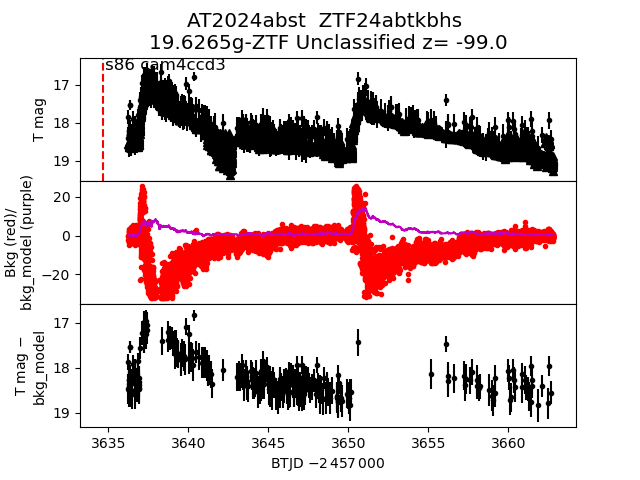 AT2024abst  ZTF24abtkbhs
19.6265g-ZTF Unclassified z= -99.0
s86 cam4ccd3
T mag
17
18
19
Bkg (red)/
bkg_model (purple)
20
0
−20
T mag −
bkg_model
17
18
19
3635 3640 3645 3650 3655 3660
BTJD −2 457 000